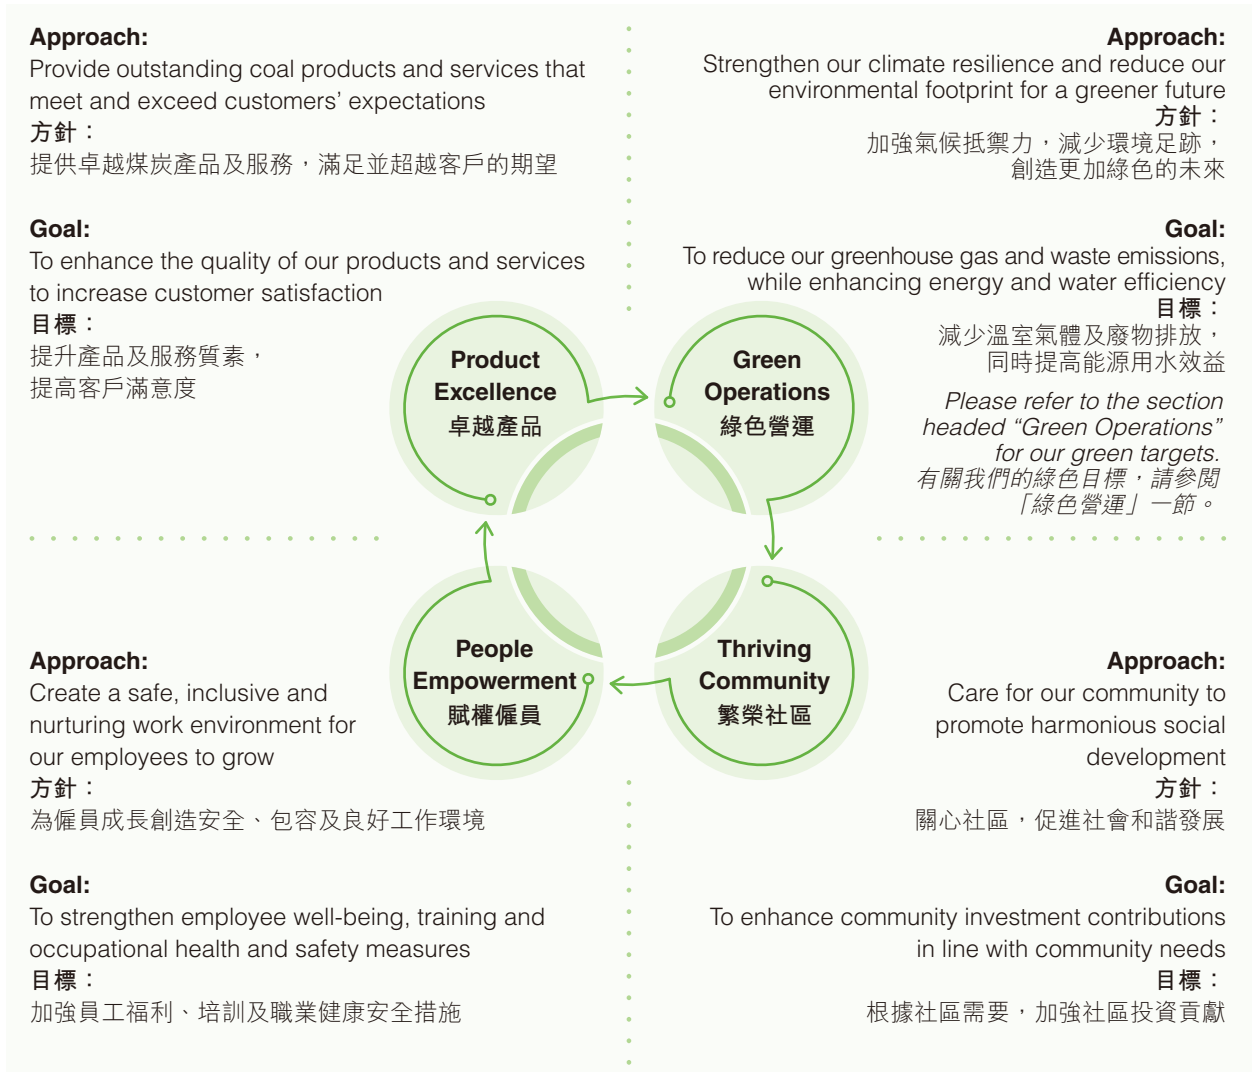 Approach:
Provide outstanding coal products and services that
meet and exceed customers’ expectations
方針：
提供卓越煤炭產品及服務，滿足並超越客戶的期望
Goal:
To enhance the quality of our products and services
to increase customer satisfaction
目標：
提升產品及服務質素，
提高客戶滿意度
Approach:
Strengthen our climate resilience and reduce our
environmental footprint for a greener future
方針：
加強氣候抵禦力，減少環境足跡，
創造更加綠色的未來
Goal:
To reduce our greenhouse gas and waste emissions,
while enhancing energy and water efficiency
目標：
減少溫室氣體及廢物排放，
同時提高能源用水效益
Please refer to the section
headed “Green Operations”
for our green targets.
有關我們的綠色目標，請參閱
「綠色營運」一節。
Product
Excellence
卓越產品
Green
Operations
綠色營運
People
Empowerment
賦權僱員
Thriving
Community
繁榮社區
Approach:
Create a safe, inclusive and
nurturing work environment for
our employees to grow
方針：
為僱員成長創造安全、包容及良好工作環境
Goal:
To strengthen employee well-being, training and
occupational health and safety measures
目標：
加強員工福利、培訓及職業健康安全措施
Approach:
Care for our community to
promote harmonious social
development
方針：
關心社區，促進社會和諧發展
Goal:
To enhance community investment contributions
in line with community needs
目標：
根據社區需要，加強社區投資貢獻